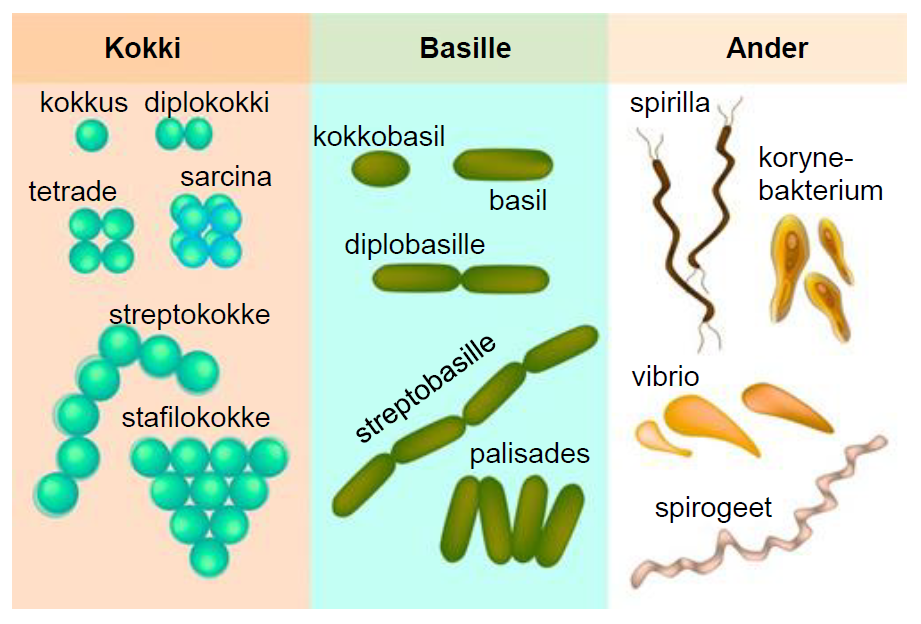 Kokki
Basille
Ander
kokkus
diplokokki
tetrade
sarcina
streptokokke
stafilokokke
kokkobasil
basil
diplobasille
streptobasille
palisades
spirilla
koryne-
bakterium
vibrio
spirogeet